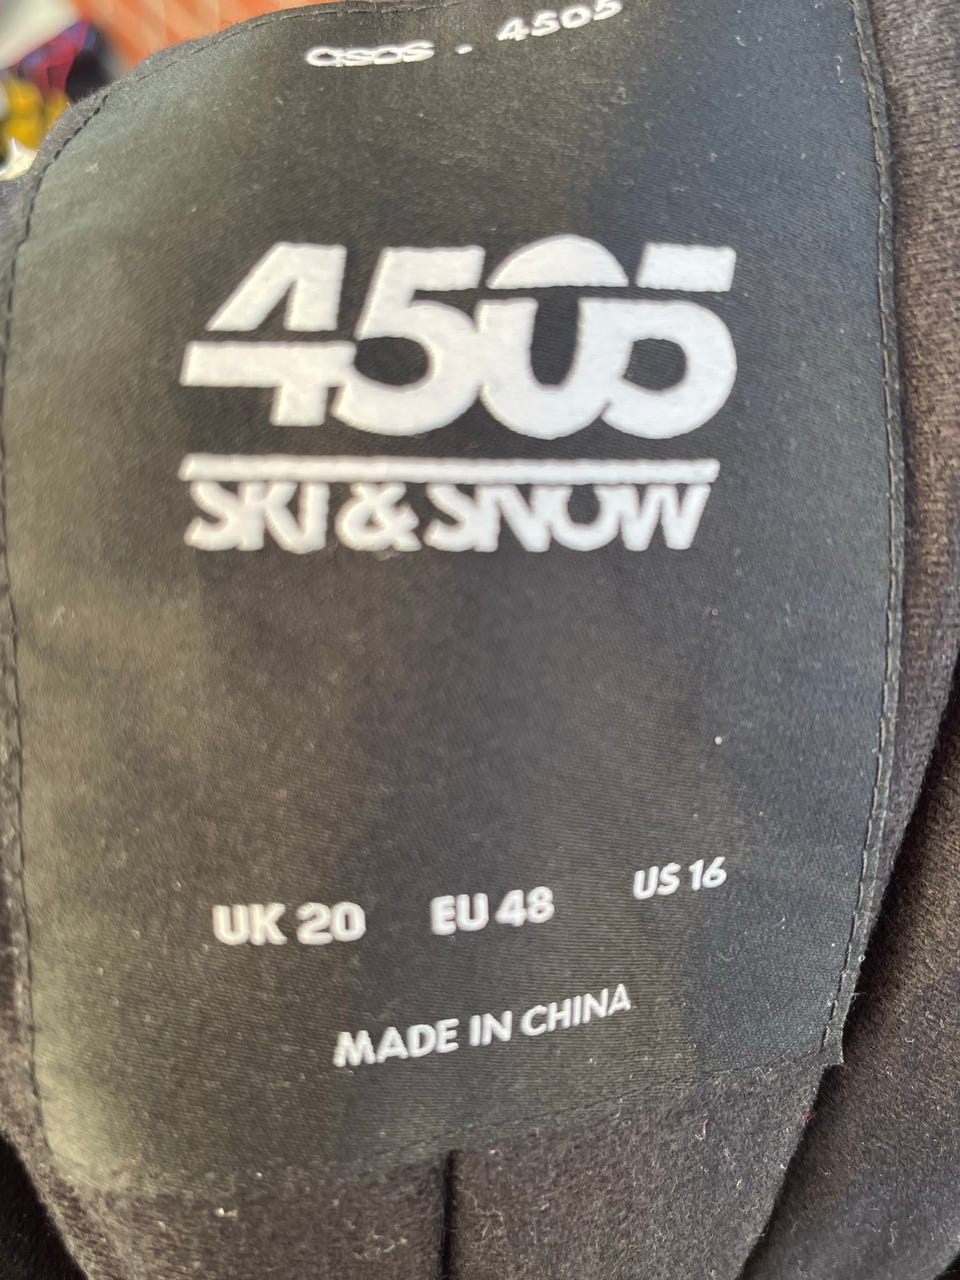 asos - 4505
4505
SKI & SNOW
UK 20 EU 48 US 16
MADE IN CHINA